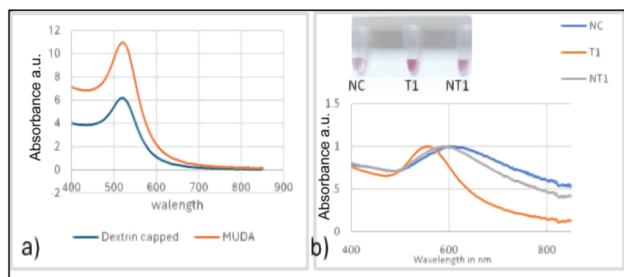 12
10
8
6
4
2
0
-2
400 500 600 700 800 900
Absorbance a.u.
walength
a)
Dextrin capped MUDA
NC T1 NT1
NC
T1
NT1
1.5
1
0.5
0
400 600 800
Absorbance a.u.
Wavelength in nm
b)